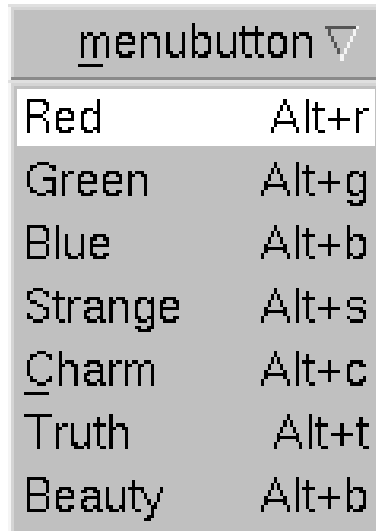 menubutton
Red Alt+r
Green Alt+g
Blue Alt+b
Strange Alt+s
Charm Alt+c
Truth Alt+t
Beauty Alt+b